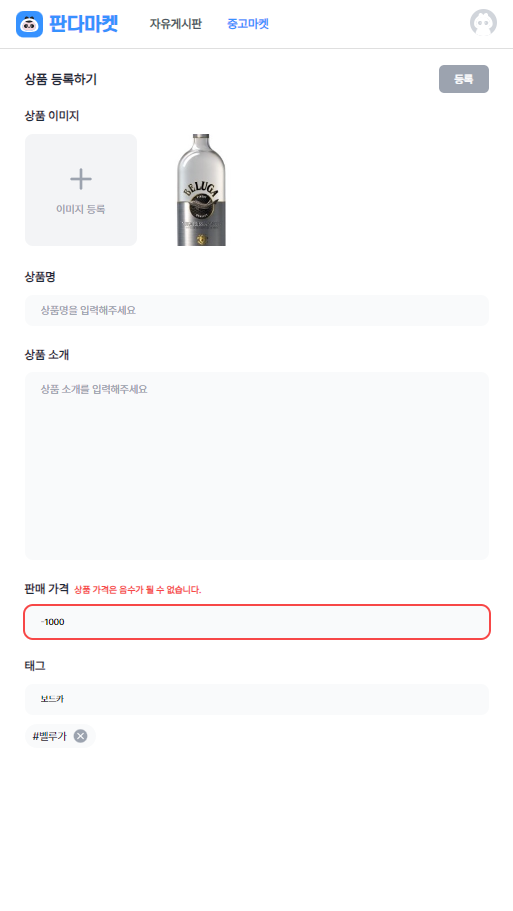 판다마켓 자유게시판 중고마켓
상품 등록하기 등록
상품 이미지
이미지 등록
BELUGA
상품명
상품명을 입력해주세요
상품 소개
상품 소개를 입력해주세요
판매 가격 상품 가격은 음수가 될 수 없습니다.
-1000
태그
보드카
#벨루가